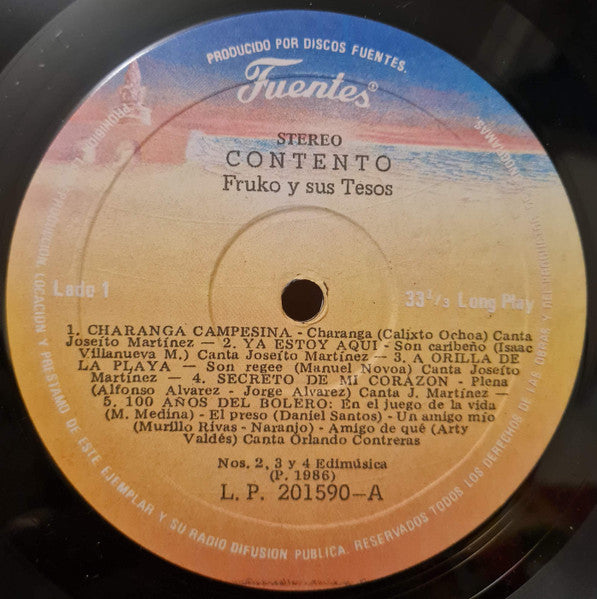 PRODUCIDO POR DISCOS FUENTES.
Fuentes®
STEREO
CONTENTO
Fruko y sus Tesos
Lado 1
33 1/3 Long Play
1. CHARANGA CAMPESINA - Charanga (Calixto Ochoa) Canta
Joseíto Martínez — 2. YA ESTOY AQUI - Son caribeño (Isaac
Villanueva M.) Canta Joseíto Martínez — 3. A ORILLA DE
LA PLAYA — Son regee (Manuel Novoa) Canta Joseíto
Martínez — 4. SECRETO DE MI CORAZON - Plena
(Alfonso Alvarez - Jorge Alvarez) Canta J. Martínez —
5. 100 AÑOS DEL BOLERO: En el juego de la vida
(M. Medina) - El preso (Daniel Santos) - Un amigo mío
(Murillo Rivas - Naranjo) - Amigo de qué (Arty
Valdés) Canta Orlando Contreras
Nos. 2, 3 y 4 Edimúsica
(P. 1986)
L. P. 201590-A
LOCACION Y PRESTAMO DE ESTE EJEMPLAR Y SU RADIO DIFUSION PUBLICA. RESERVADOS TODOS LOS DERECHOS DE LAS OBRAS Y DEL